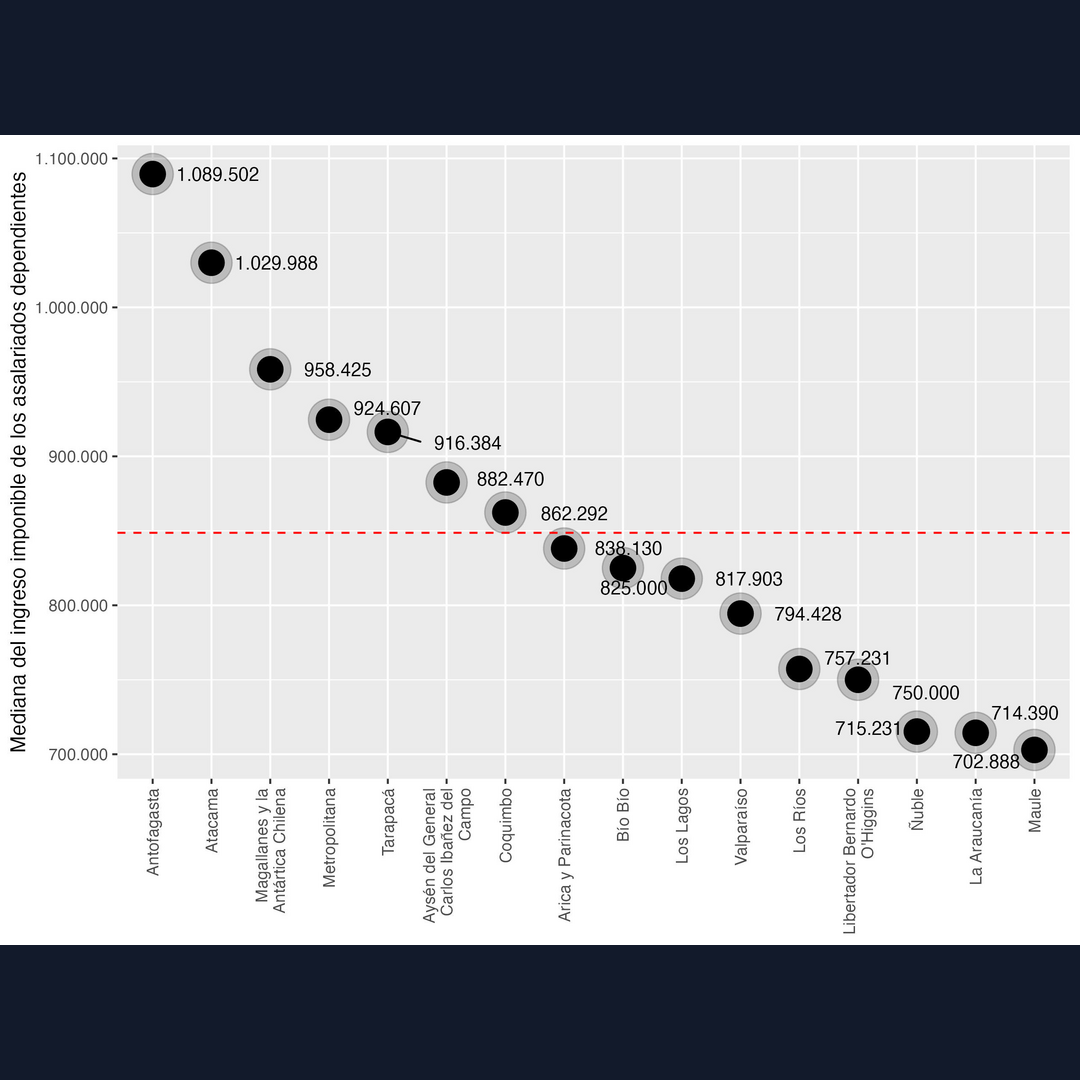 Mediana del ingreso imponible de los asalariados dependientes
1.100.000
1.000.000
900.000
800.000
700.000
1.089.502
1.029.988
958.425
924.607
916.384
882.470
862.292
838.130
825.000
817.903
794.428
757.231
750.000
715.231
714.390
702.888
Antofagasta
Atacama
Magallanes y la
Antártica Chilena
Metropolitana
Tarapacá
Aysén del General
Carlos Ibañez del
Campo
Coquimbo
Arica y Parinacota
Bío Bío
Los Lagos
Valparaíso
Los Ríos
Libertador Bernardo
O'Higgins
Ñuble
La Araucanía
Maule